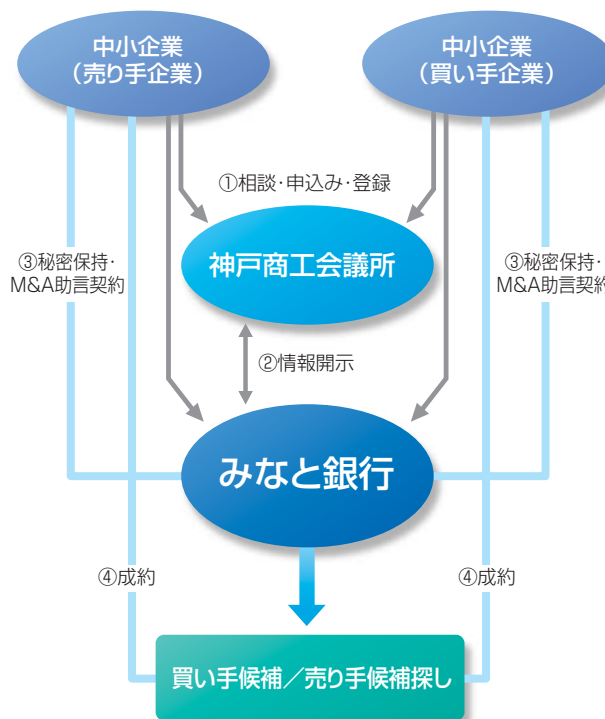 中小企業
（売り手企業）
中小企業
（買い手企業）
①相談・申込み・登録
神戸商工会議所
③秘密保持・
M&A助言契約
③秘密保持・
M&A助言契約
②情報開示
みなと銀行
④成約
④成約
買い手候補／売り手候補探し